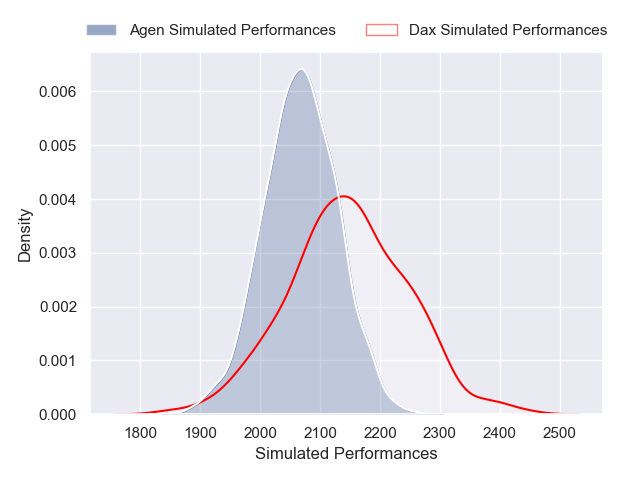 Agen Simulated Performances
Dax Simulated Performances
0.006
0.005
0.004
0.003
0.002
0.001
0.000
Density
1800 1900 2000 2100 2200 2300 2400 2500
Simulated Performances